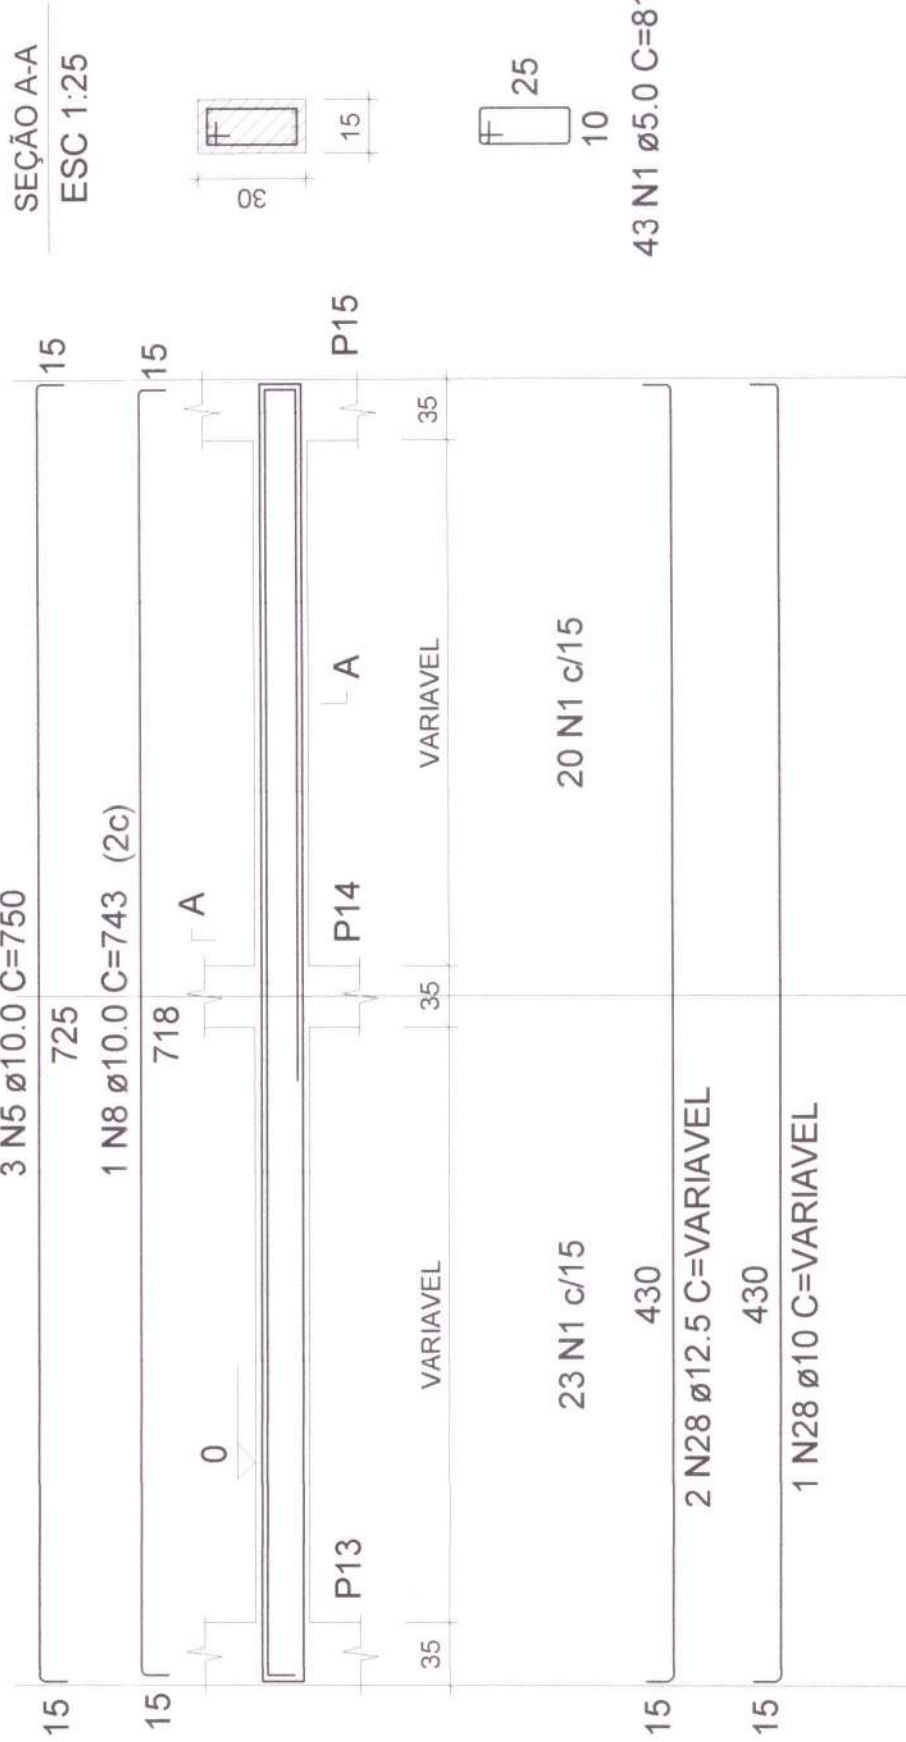 3 N5 ø10.0 C=750
15
725
15
1 N8 ø10.0 C=743 (2c)
15
718
15
A
0
P13
P14
A
P15
35
VARIAVEL
35
VARIAVEL
35
23 N1 c/15
20 N1 c/15
430
15
2 N28 ø12.5 C=VARIAVEL
430
15
1 N28 ø10 C=VARIAVEL
SEÇÃO A-A
ESC 1:25
30
15
25
10
43 N1 ø5.0 C=81